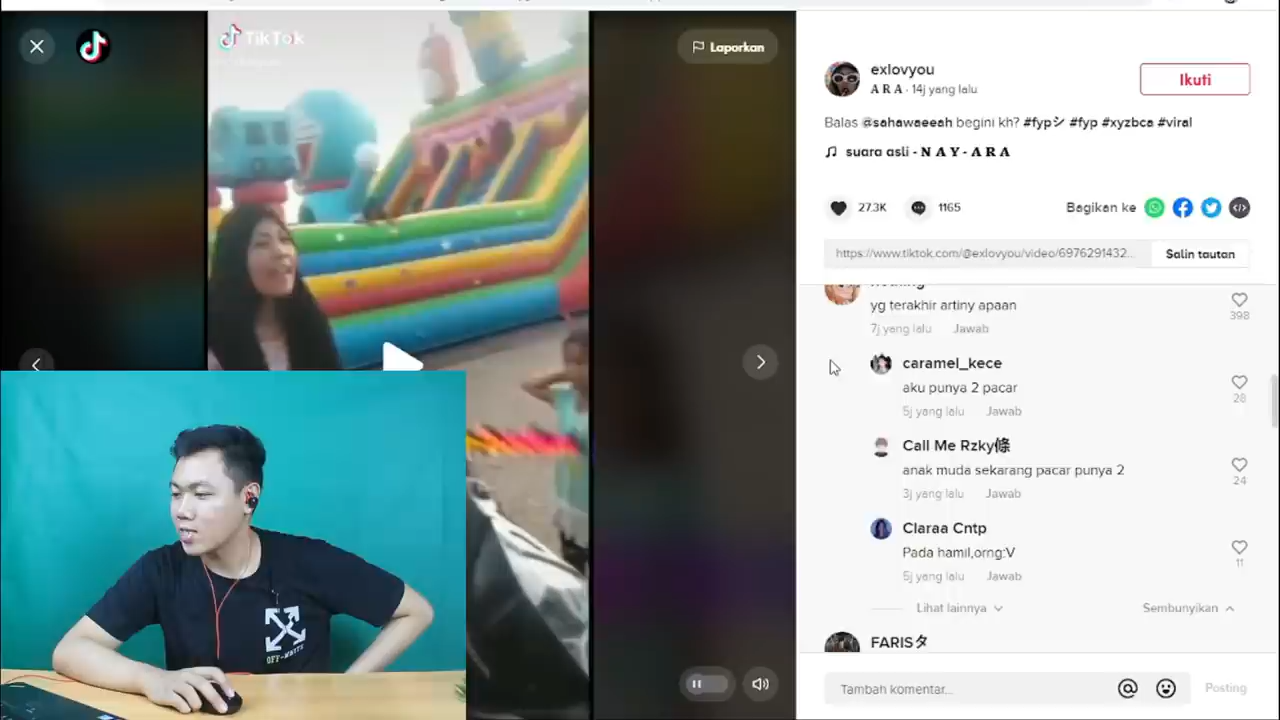 TikTok
Laporkan
exlovyou
A R A · 14j yang lalu
Ikuti
Balas @sahawaeeah begini kh? #fypシ #fyp #xyzbca #viral
suara asli - N A Y - A R A
27.3K
1165
Bagikan ke
https://www.tiktok.com/@exlovyou/video/6976291432...
Salin tautan
yg terakhir artiny apaan
398
7j yang lalu
Jawab
caramel_kece
aku punya 2 pacar
28
5j yang lalu
Jawab
Call Me Rzky條
anak muda sekarang pacar punya 2
24
3j yang lalu
Jawab
Claraa Cntp
Pada hamil,orng:V
11
5j yang lalu
Jawab
Lihat lainnya
Sembunyikan
FARISタ
Tambah komentar...
Posting
OFF-WHITE